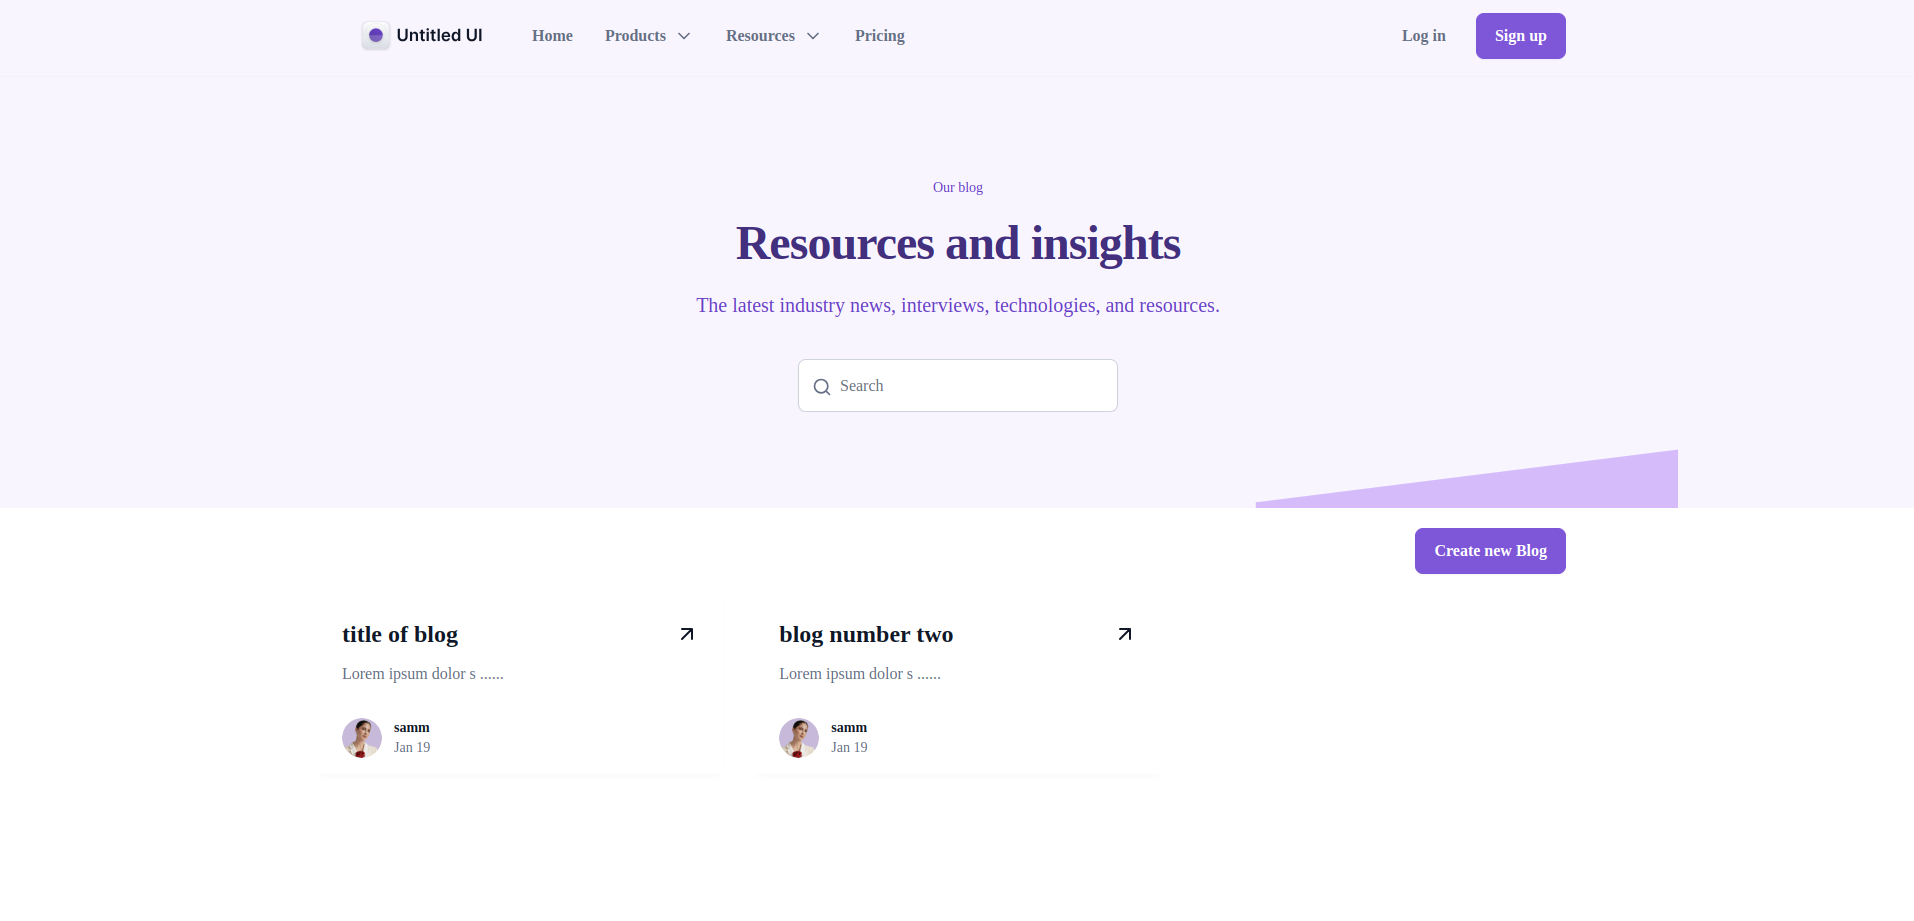 Untitled UI Home Products Resources Pricing Log in Sign up
Our blog
Resources and insights
The latest industry news, interviews, technologies, and resources.
Search
Create new Blog
title of blog
Lorem ipsum dolor s ......
samm
Jan 19
blog number two
Lorem ipsum dolor s ......
samm
Jan 19